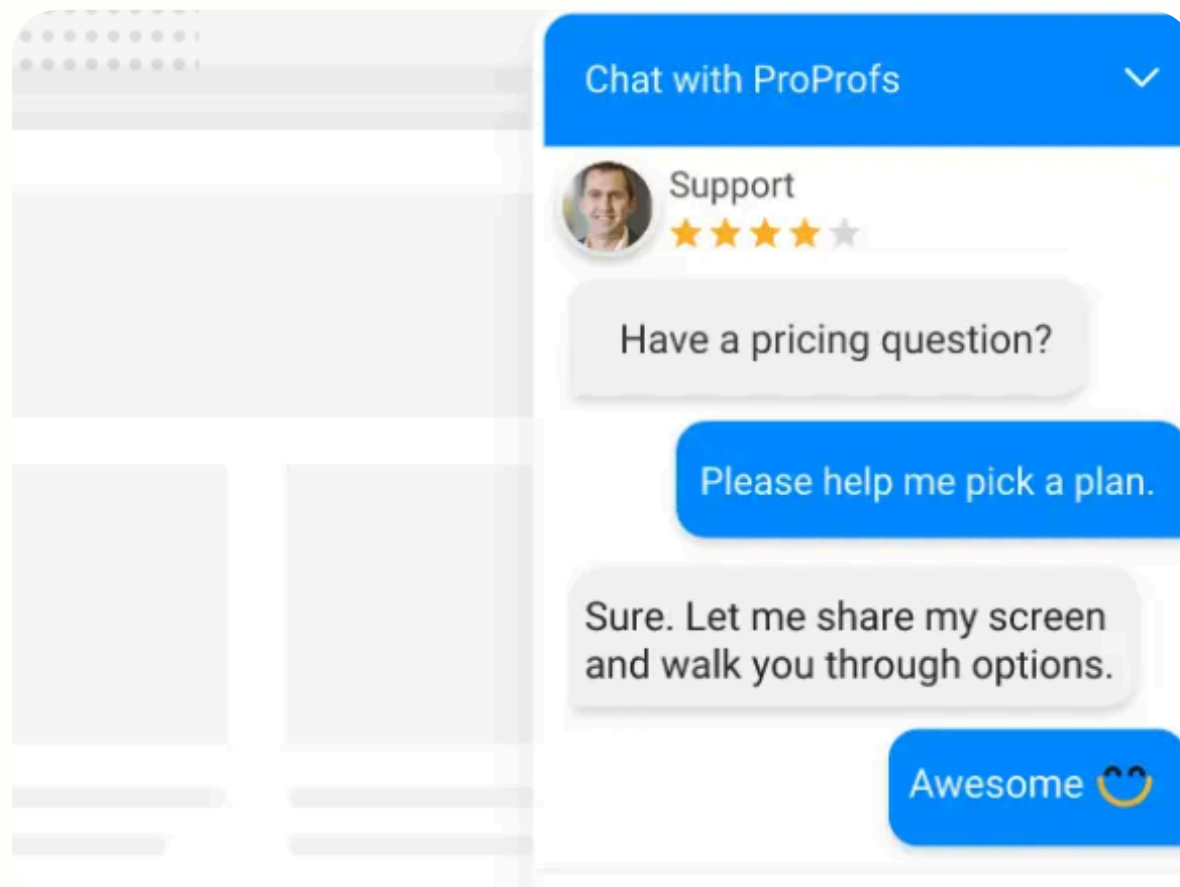 Chat with ProProfs
Support
Have a pricing question?
Please help me pick a plan.
Sure. Let me share my screen
and walk you through options.
Awesome